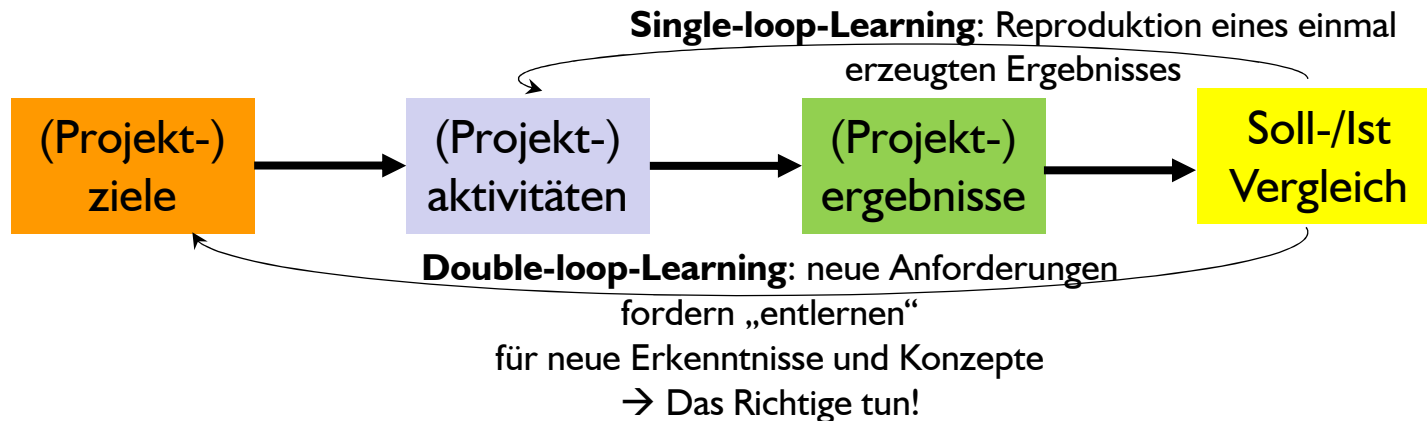 Single-loop-Learning: Reproduktion eines einmal
erzeugten Ergebnisses
(Projekt-)
ziele
(Projekt-)
aktivitäten
(Projekt-)
ergebnisse
Soll-/Ist
Vergleich
Double-loop-Learning: neue Anforderungen
fordern „entlernen“
für neue Erkenntnisse und Konzepte
→ Das Richtige tun!